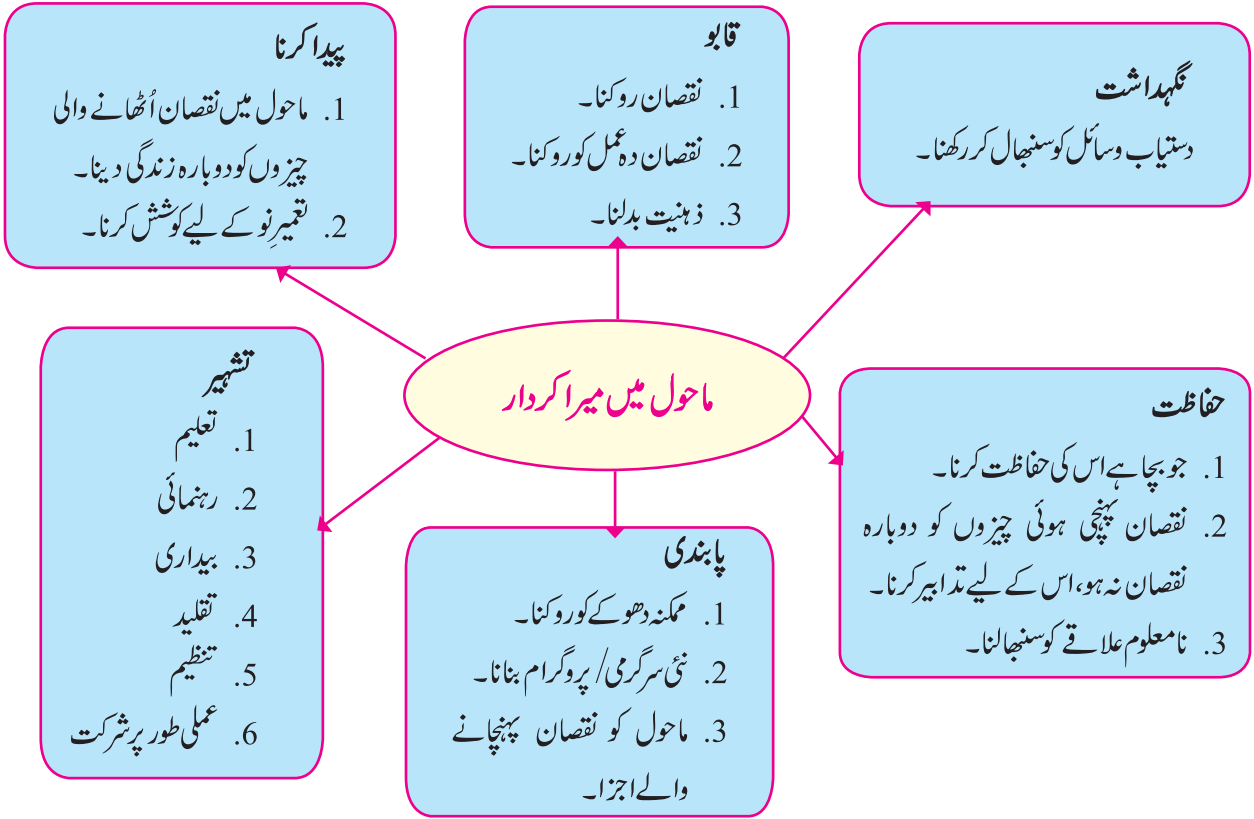 نگہداشت
دستیاب وسائل کو سنبھال کر رکھنا۔
قابو
1. نقصان روکنا۔
2. نقصان دہ عمل کو روکنا۔
3. ذہنیت بدلنا۔
پیدا کرنا
1. ماحول میں نقصان اُٹھانے والی
چیزوں کو دوبارہ زندگی دینا۔
2. تعمیرِ نو کے لیے کوشش کرنا۔
ماحول میں میرا کردار
حفاظت
1. جو بچا ہے اس کی حفاظت کرنا۔
2. نقصان پہنچی ہوئی چیزوں کو دوبارہ
نقصان نہ ہو، اس کے لیے تدابیر کرنا۔
3. نامعلوم علاقے کو سنبھالنا۔
پابندی
1. ممکنہ دھوکے کو روکنا۔
2. نئی سرگرمی/ پروگرام بنانا۔
3. ماحول کو نقصان پہنچانے
والے اجزا۔
تشہیر
1. تعلیم
2. رہنمائی
3. بیداری
4. تقلید
5. تنظیم
6. عملی طور پر شرکت